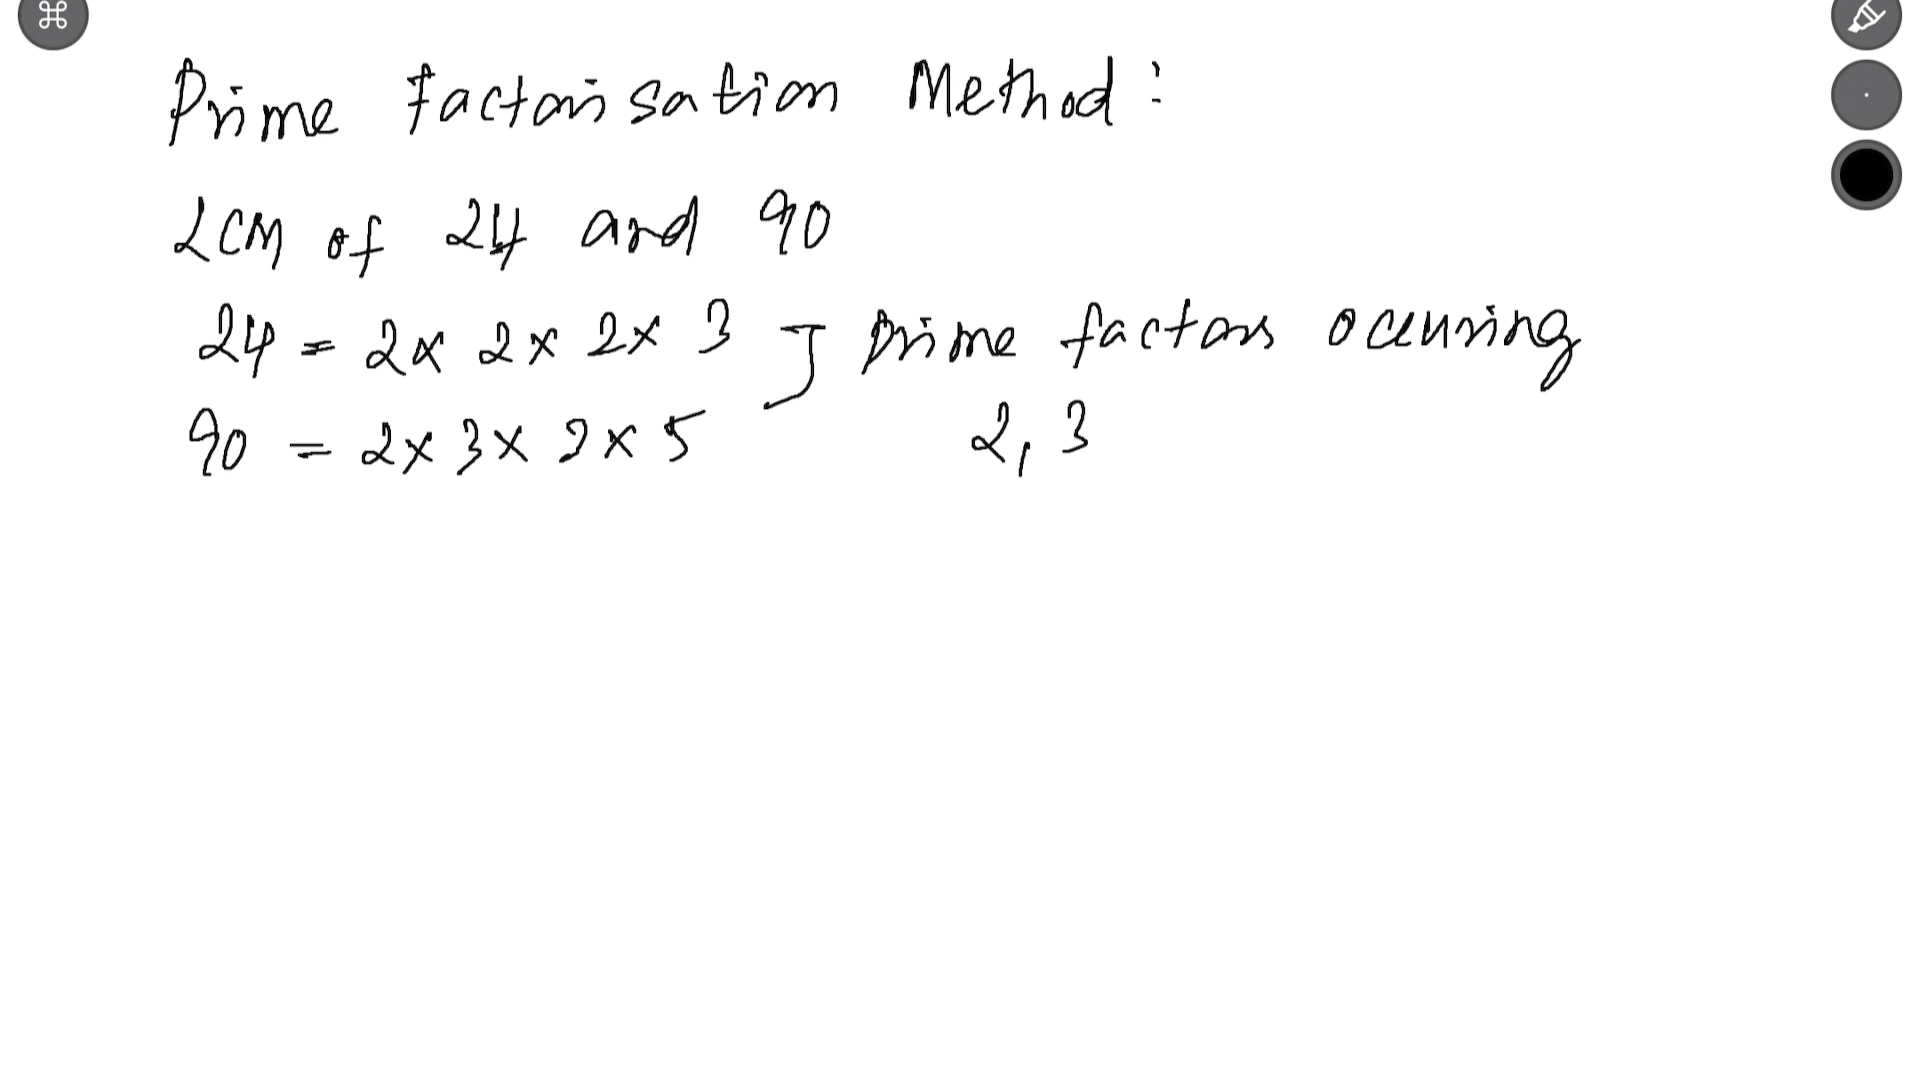 Prime factorisation Method:
LCM of 24 and 90
24 = 2 x 2 x 2 x 3 ] prime factors occuring
90 = 2 x 3 x 3 x 5 2, 3